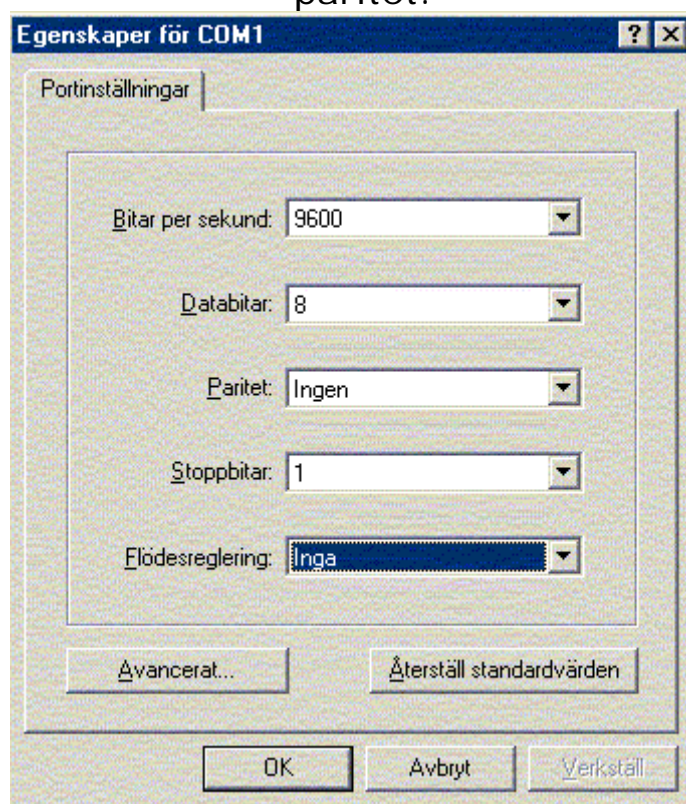 paritet?
Egenskaper för COM1
Portinställningar
Bitar per sekund: 9600
Databitar: 8
Paritet: Ingen
Stoppbitar: 1
Flödesreglering: Inga
Avancerat... Återställ standardvärden
OK Avbryt Verkställ